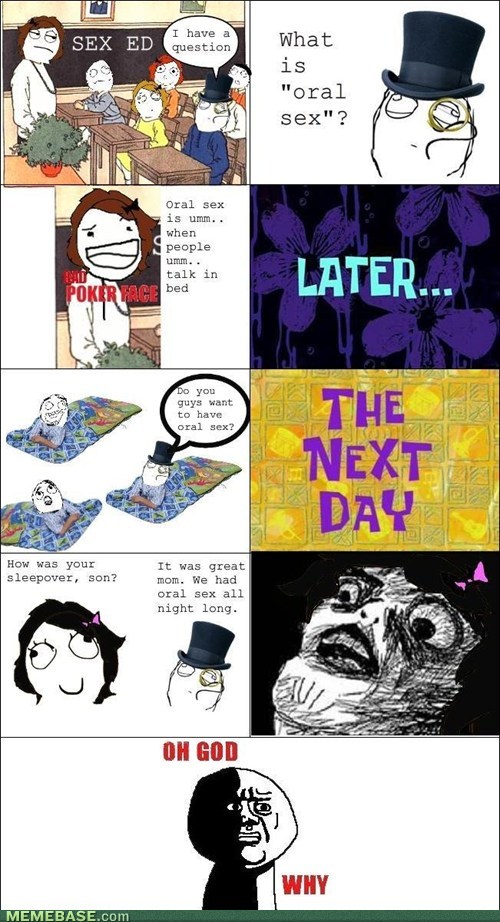 SEX ED
I have a
question
What
is
"oral
sex"?
Oral sex
is umm..
when
people
umm..
talk in
bed
BAD
POKER FACE
LATER...
Do you
guys want
to have
oral sex?
THE
NEXT
DAY
How was your
sleepover, son?
It was great
mom. We had
oral sex all
night long.
OH GOD
WHY
MEMEBASE.com